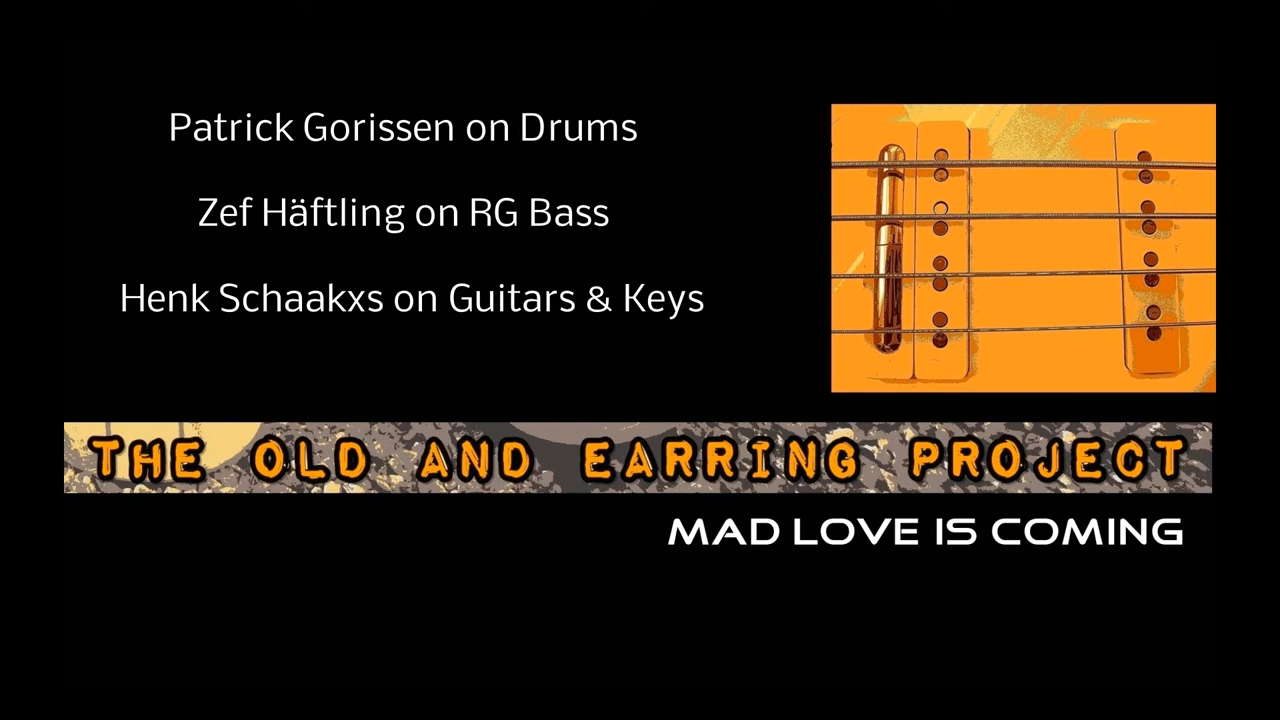 Patrick Gorissen on Drums
Zef Häftling on RG Bass
Henk Schaakxs on Guitars & Keys
THE OLD AND EARRING PROJECT
MAD LOVE IS COMING